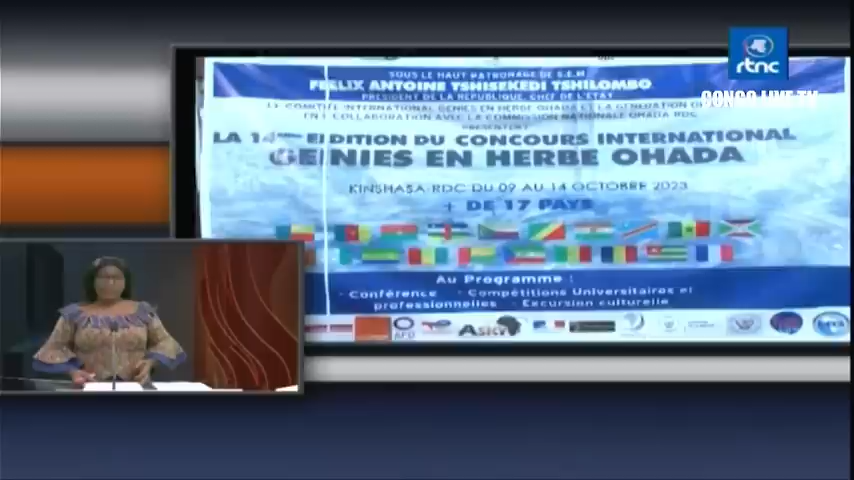 rtnc
CONGO LIVE TV
SOUS LE HAUT PATRONAGE DE S.E.M
FEELIX ANTOINE TSHISEKEDI TSHILOMBO
PRESIDENT DE LA REPUBLIQUE, CHEF DE L'ETAT
LE COMITEE INTERNATIONAL GENIES EN HERBE OHADA ET LA GENERATION
EN COLLABORATION AVEC LA COMMISSION NATIONALE OHADA RDC
PRESENTENT
LA 14 EDITION DU CONCOURS INTERNATIONAL
GENIES EN HERBE OHADA
KINSHASA-RDC DU 09 AU 14 OCTOBRE 2023
+ DE 17 PAYS
Au Programme :
- Conférence - Compétitions Universitaires et
professionnelles - Excursion culturelle
AFD
ASKY